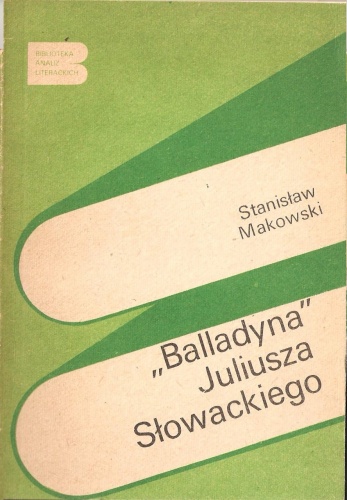 BIBLIOTEKA
ANALIZ
LITERACKICH
Stanisław
Makowski
„Balladyna”
Juliusza
Słowackiego